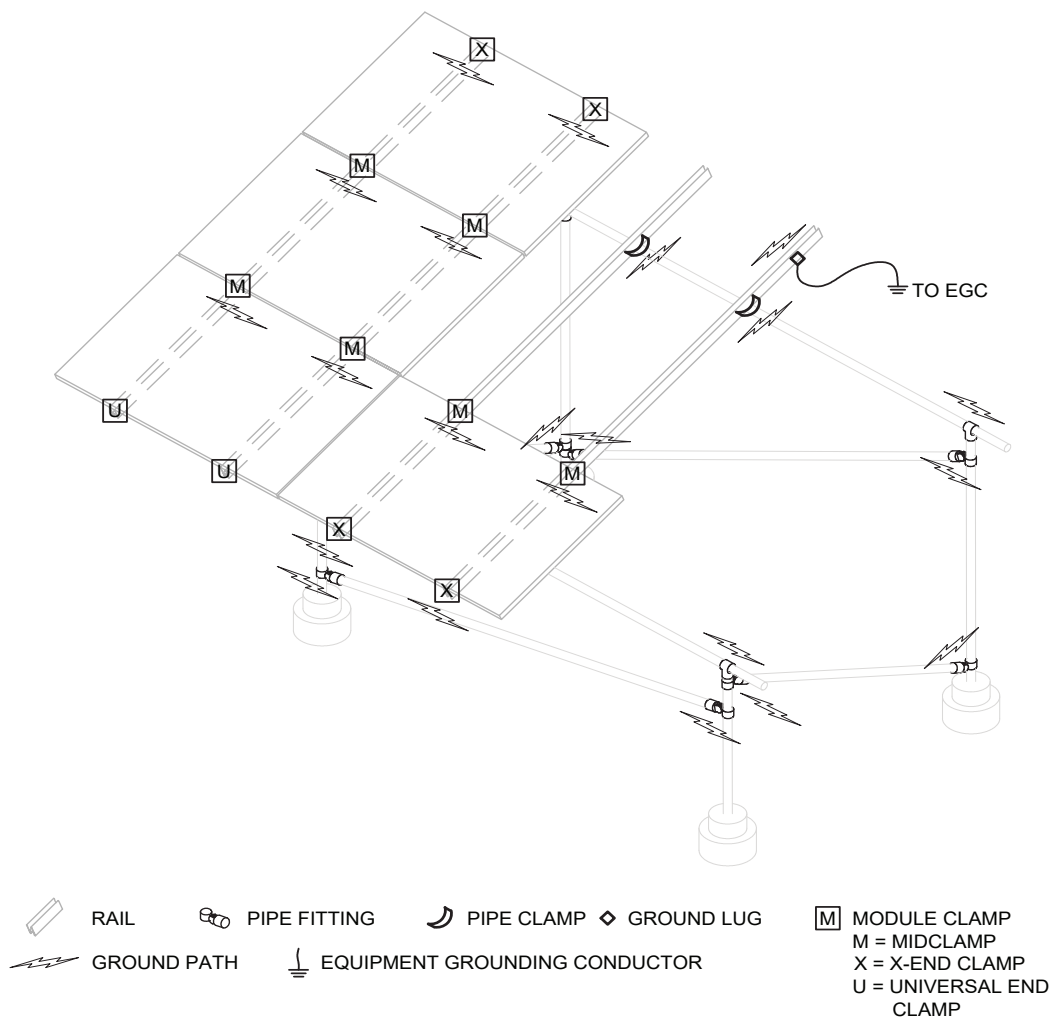 X
X
M
M
M
TO EGC
M
U
M
U
M
X
X
RAIL
PIPE FITTING
PIPE CLAMP
GROUND LUG
M MODULE CLAMP
M = MIDCLAMP
X = X-END CLAMP
U = UNIVERSAL END
CLAMP
GROUND PATH
EQUIPMENT GROUNDING CONDUCTOR